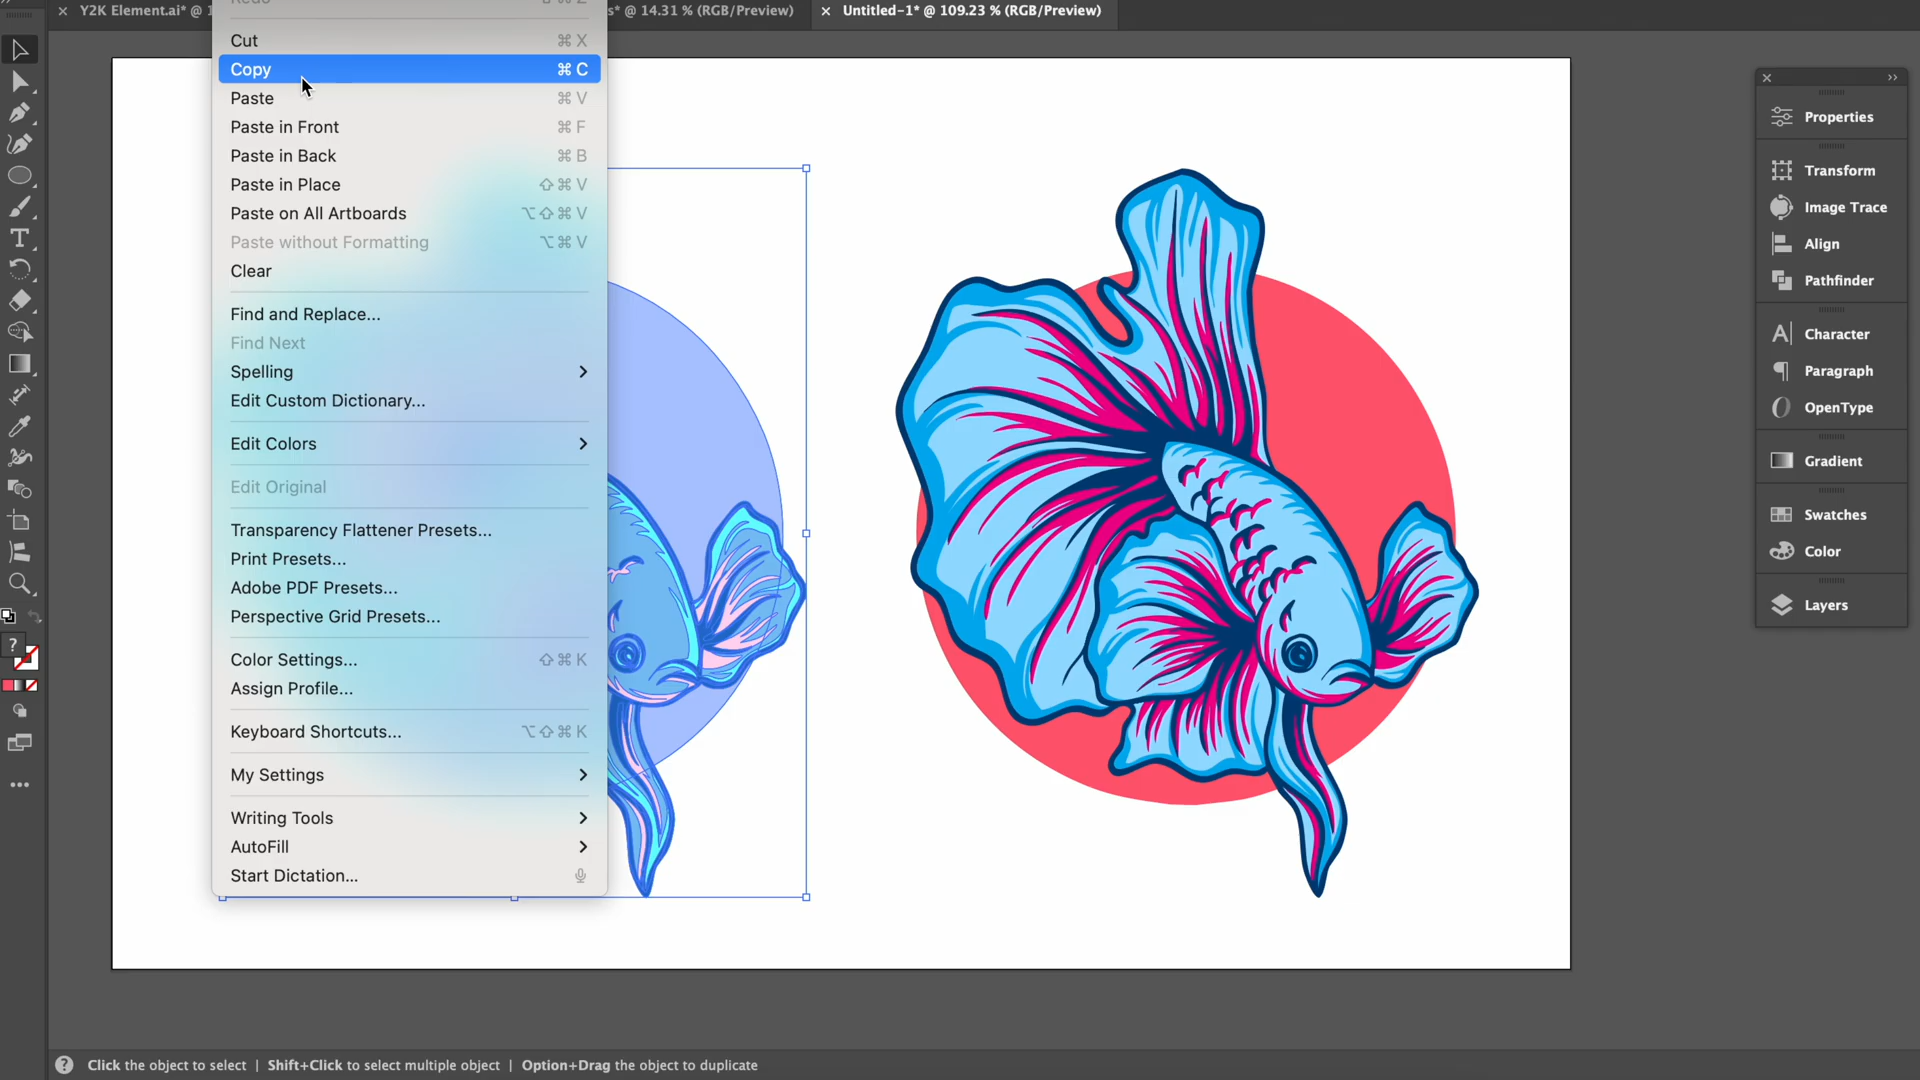 Y2K Element.ai* @ 1
s* @ 14.31 % (RGB/Preview)
Untitled-1* @ 109.23 % (RGB/Preview)
Redo ⇧⌘Z
Cut ⌘X
Copy ⌘C
Paste ⌘V
Paste in Front ⌘F
Paste in Back ⌘B
Paste in Place ⇧⌘V
Paste on All Artboards ⌥⇧⌘V
Paste without Formatting ⌥⌘V
Clear
Find and Replace...
Find Next
Spelling
Edit Custom Dictionary...
Edit Colors
Edit Original
Transparency Flattener Presets...
Print Presets...
Adobe PDF Presets...
Perspective Grid Presets...
Color Settings... ⇧⌘K
Assign Profile...
Keyboard Shortcuts... ⌥⇧⌘K
My Settings
Writing Tools
AutoFill
Start Dictation...
Properties
Transform
Image Trace
Align
Pathfinder
Character
Paragraph
OpenType
Gradient
Swatches
Color
Layers
Click the object to select | Shift+Click to select multiple object | Option+Drag the object to duplicate